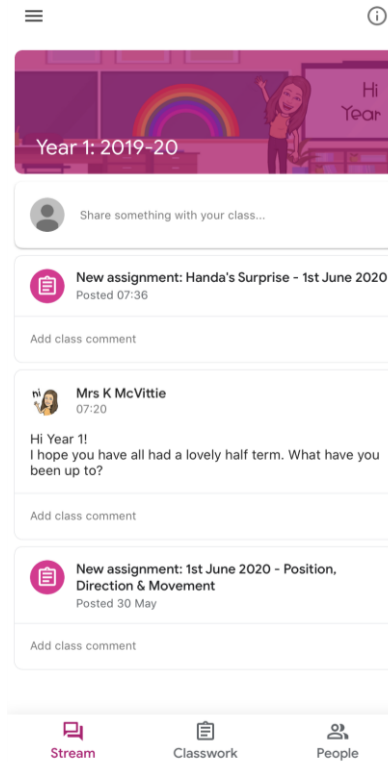 Hi
Year
Year 1: 2019-20
Share something with your class...
New assignment: Handa's Surprise - 1st June 2020
Posted 07:36
Add class comment
hi
Mrs K McVittie
07:20
Hi Year 1!
I hope you have all had a lovely half term. What have you
been up to?
Add class comment
New assignment: 1st June 2020 - Position,
Direction & Movement
Posted 30 May
Add class comment
Stream
Classwork
People